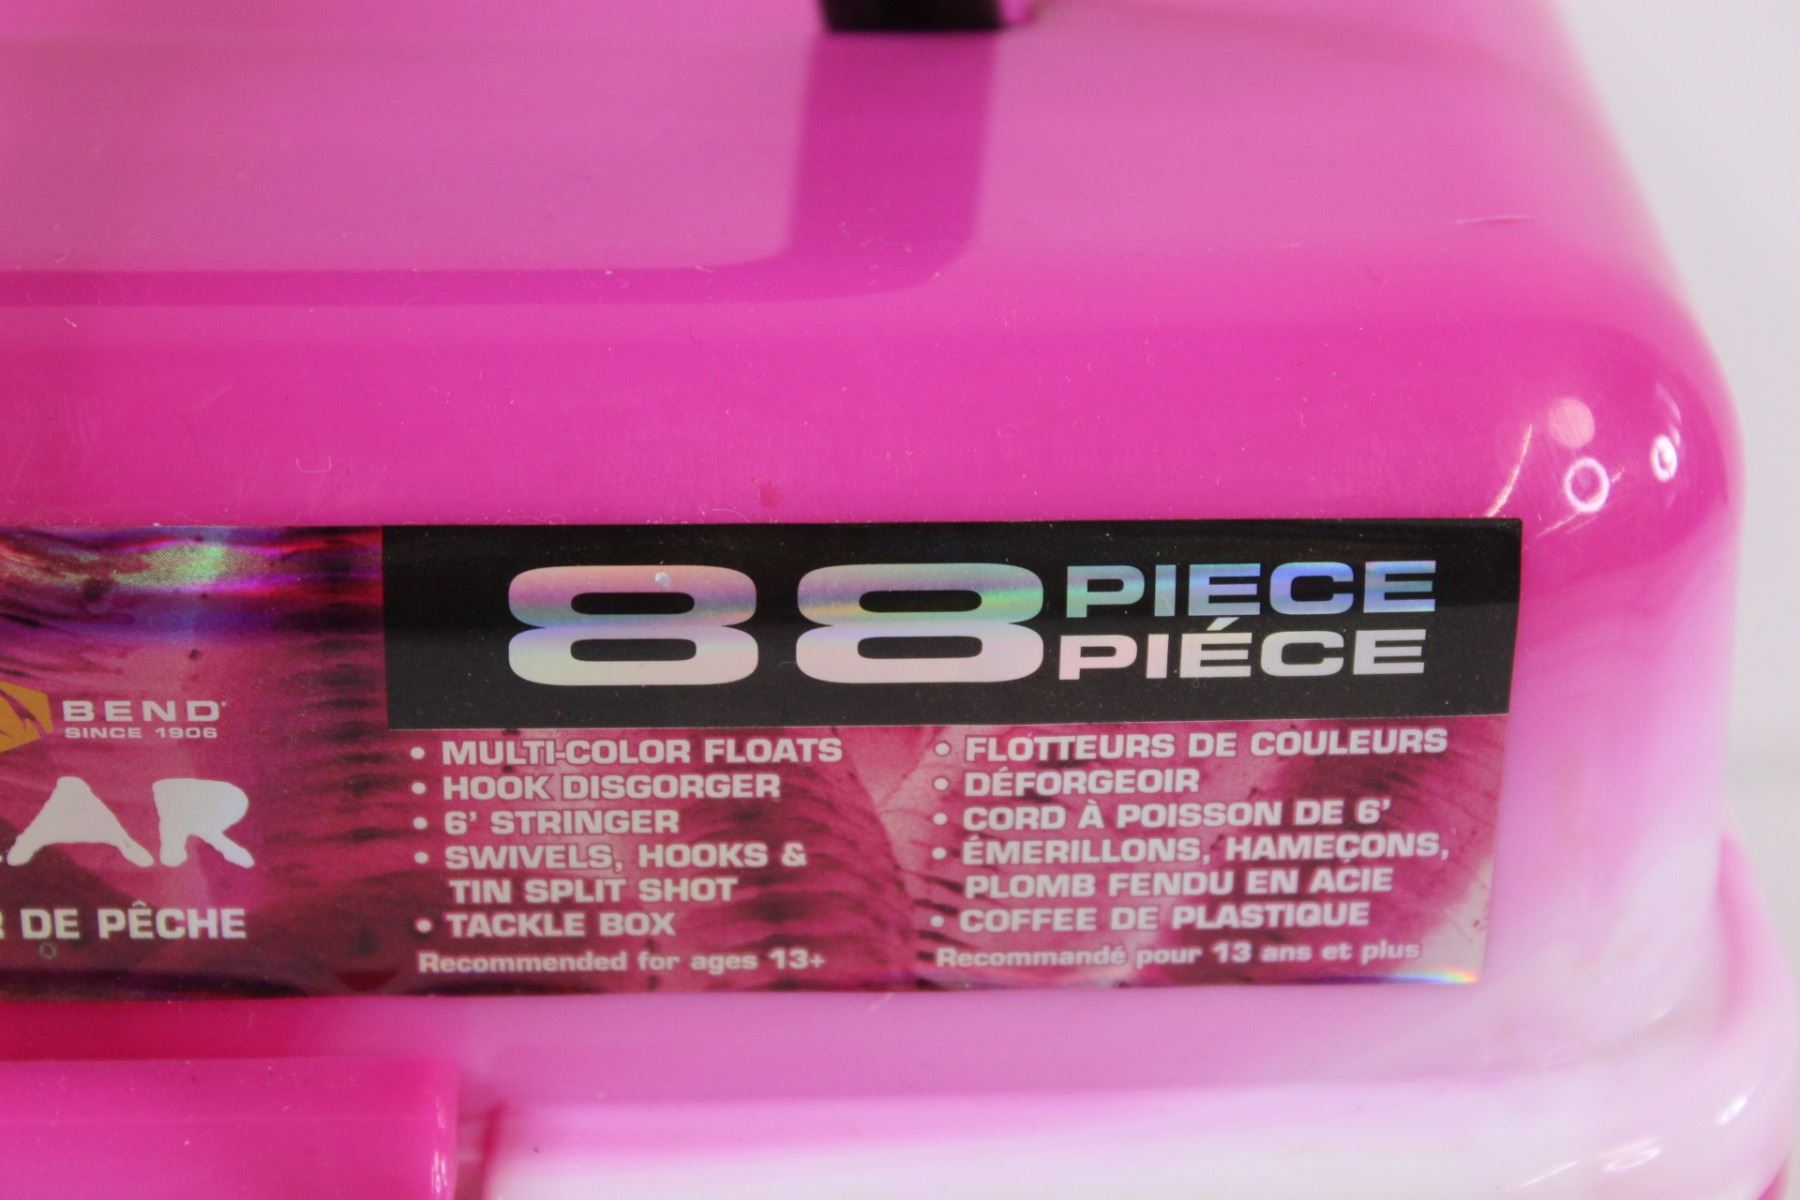 BEND
SINCE 1906
AR
DE PÊCHE
88 PIECE
PIÉCE
• MULTI-COLOR FLOATS
• HOOK DISGORGER
• 6' STRINGER
• SWIVELS, HOOKS &
TIN SPLIT SHOT
• TACKLE BOX
Recommended for ages 13+
• FLOTTEURS DE COULEURS
• DÉFORGEOIR
• CORD À POISSON DE 6'
• ÉMERILLONS, HAMEÇONS,
PLOMB FENDU EN ACIE
• COFFEE DE PLASTIQUE
Recommandé pour 13 ans et plus